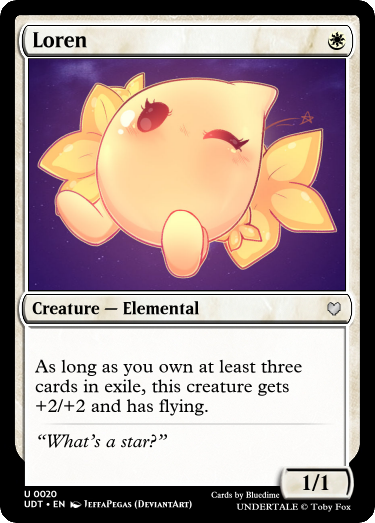 Loren
Creature — Elemental
As long as you own at least three
cards in exile, this creature gets
+2/+2 and has flying.
“What’s a star?”
1/1
U 0020
UDT • EN JeffaPegas (DeviantArt)
Cards by Bluedime
UNDERTALE © Toby Fox